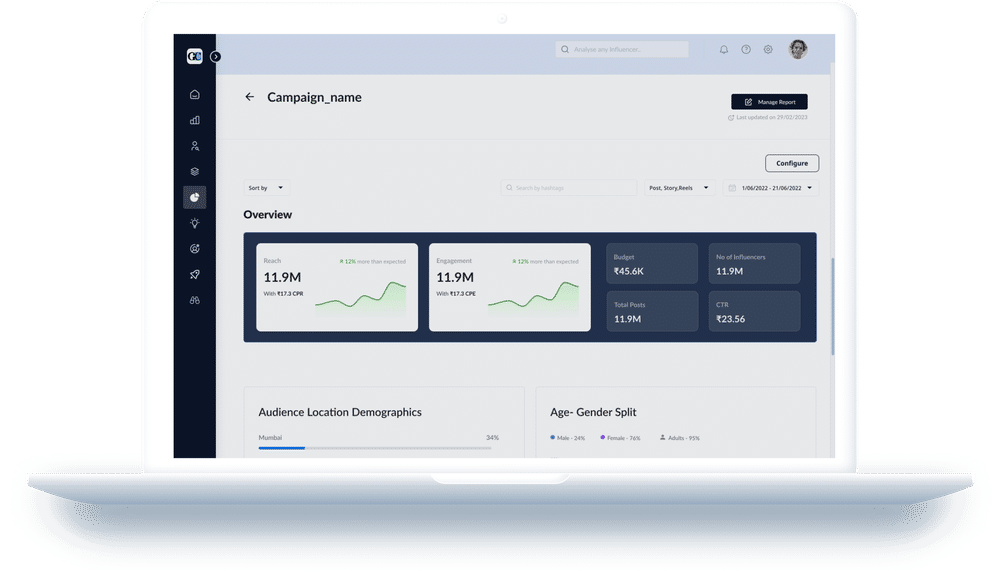 Analyse any Influencer..
Campaign_name
Manage Report
Last updated on 29/02/2023
Configure
Sort by
Search by hashtags
Post, Story,Reels
1/06/2022 - 21/06/2022
Overview
Reach
12% more than expected
11.9M
With ₹17.3 CPR
Engagement
12% more than expected
11.9M
With ₹17.3 CPE
Budget
₹45.6K
No of Influencers
11.9M
Total Posts
11.9M
CTR
₹23.56
Audience Location Demographics
Mumbai
34%
Age- Gender Split
Male - 24%
Female - 76%
Adults - 95%